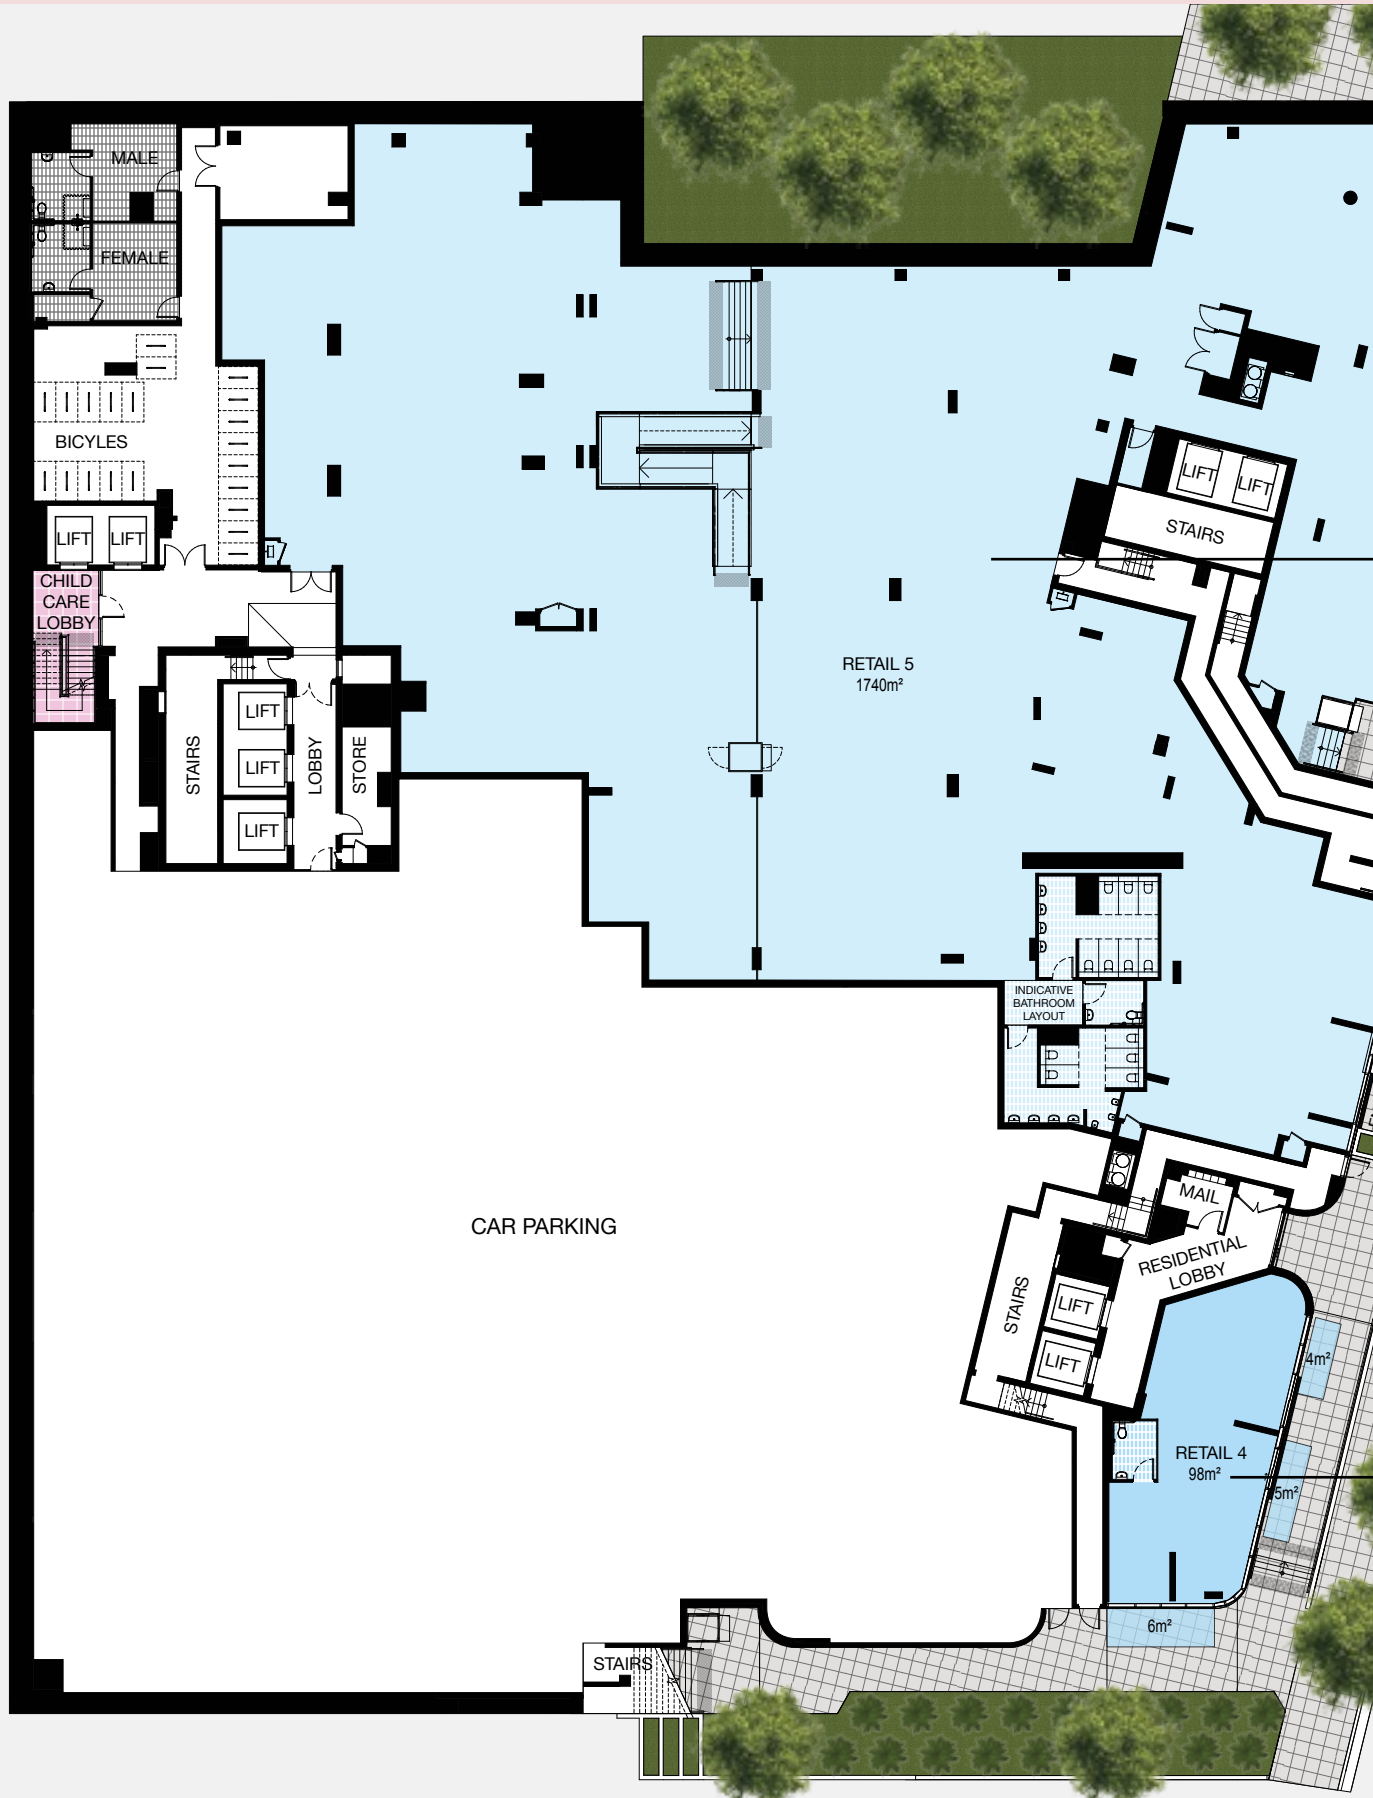 MALE
FEMALE
BICYLES
LIFT
LIFT
CHILD
CARE
LOBBY
STAIRS
LIFT
LIFT
LIFT
LOBBY
STORE
RETAIL 5
1740m²
LIFT
LIFT
STAIRS
INDICATIVE
BATHROOM
LAYOUT
CAR PARKING
MAIL
RESIDENTIAL
LOBBY
STAIRS
LIFT
LIFT
4m²
RETAIL 4
98m²
5m²
6m²
STAIRS